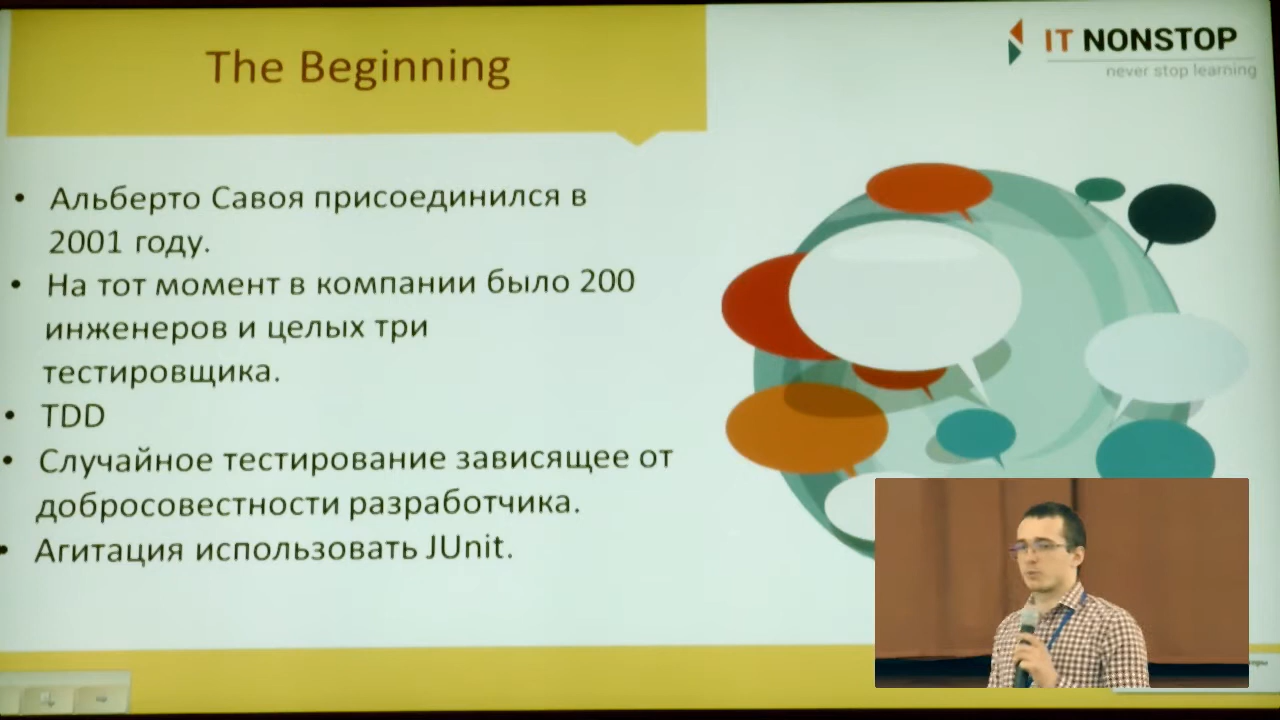 The Beginning
IT NONSTOP
never stop learning
• Альберто Савоя присоединился в
2001 году.
• На тот момент в компании было 200
инженеров и целых три
тестировщика.
• TDD
• Случайное тестирование зависящее от
добросовестности разработчика.
• Агитация использовать JUnit.